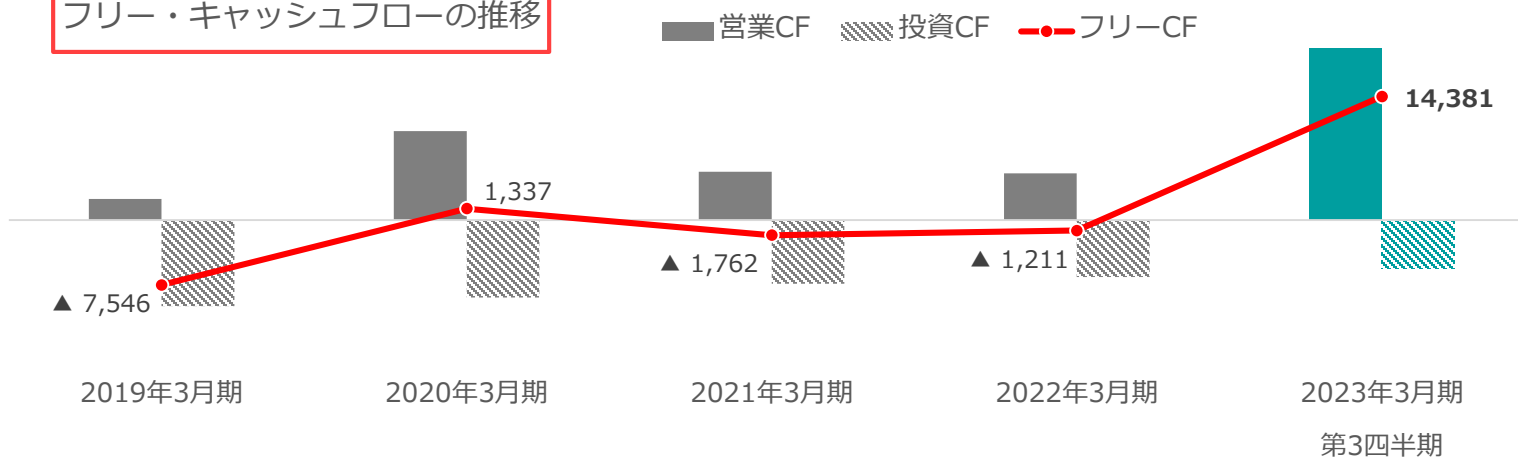 フリー・キャッシュフローの推移
営業CF 投資CF フリーCF
14,381
1,337
▲ 1,762
▲ 1,211
▲ 7,546
2019年3月期 2020年3月期 2021年3月期 2022年3月期 2023年3月期
第3四半期